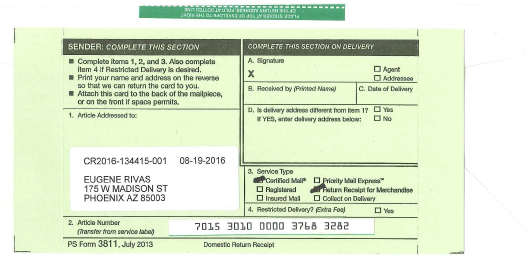 PLACE STICKER AT TOP OF ENVELOPE TO THE RIGHT
OF THE RETURN ADDRESS, FOLD AT DOTTED LINE
SENDER: COMPLETE THIS SECTION
■ Complete items 1, 2, and 3. Also complete
item 4 if Restricted Delivery is desired.
■ Print your name and address on the reverse
so that we can return the card to you.
■ Attach this card to the back of the mailpiece,
or on the front if space permits.
1. Article Addressed to:
CR2016-134415-001 08-19-2016
EUGENE RIVAS
175 W MADISON ST
PHOENIX AZ 85003
2. Article Number
(Transfer from service label)
7015 3010 0000 3768 3282
COMPLETE THIS SECTION ON DELIVERY
A. Signature
X
☐ Agent
☐ Addressee
B. Received by (Printed Name)
C. Date of Delivery
D. Is delivery address different from item 1? ☐ Yes
If YES, enter delivery address below: ☐ No
3. Service Type
Certified Mail® ☐ Priority Mail Express™
☐ Registered Return Receipt for Merchandise
☐ Insured Mail ☐ Collect on Delivery
4. Restricted Delivery? (Extra Fee) ☐ Yes
PS Form 3811, July 2013 Domestic Return Receipt